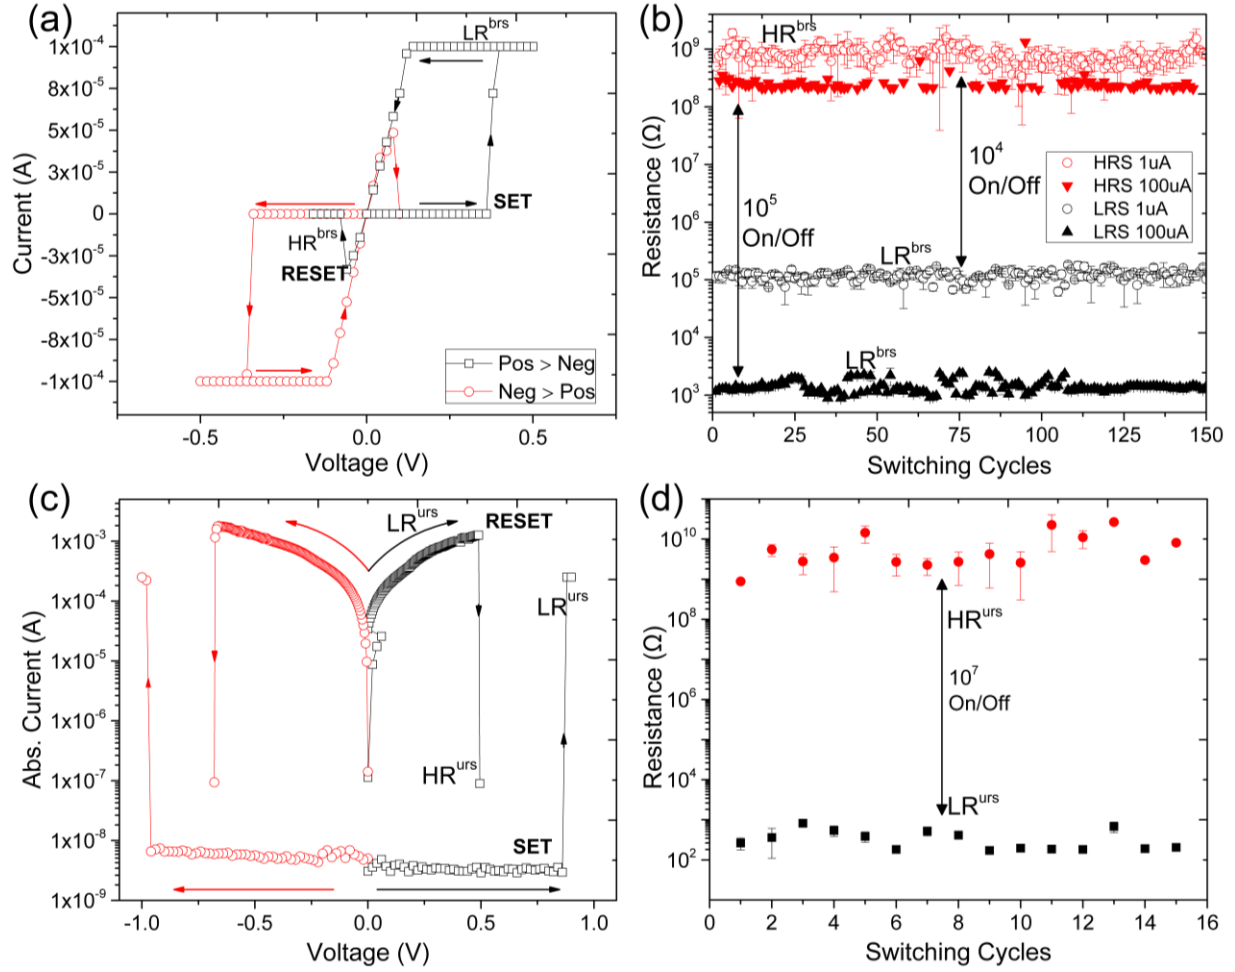 (a)
LR^brs
1x10^-4
8x10^-5
5x10^-5
3x10^-5
0
-3x10^-5
-5x10^-5
-8x10^-5
-1x10^-4
Current (A)
SET
HR^brs
RESET
Pos > Neg
Neg > Pos
-0.5
0.0
0.5
Voltage (V)
(b)
HR^brs
10^9
10^8
10^7
10^6
10^5
10^4
10^3
Resistance (Ω)
10^4
On/Off
10^5
On/Off
HRS 1uA
HRS 100uA
LRS 1uA
LRS 100uA
LR^brs
LR^brs
0
25
50
75
100
125
150
Switching Cycles
(c)
LR^urs
RESET
1x10^-3
1x10^-4
1x10^-5
1x10^-6
1x10^-7
1x10^-8
1x10^-9
Abs. Current (A)
LR^urs
HR^urs
SET
-1.0
-0.5
0.0
0.5
1.0
Voltage (V)
(d)
10^10
10^8
10^6
10^4
10^2
Resistance (Ω)
HR^urs
10^7
On/Off
LR^urs
0
2
4
6
8
10
12
14
16
Switching Cycles